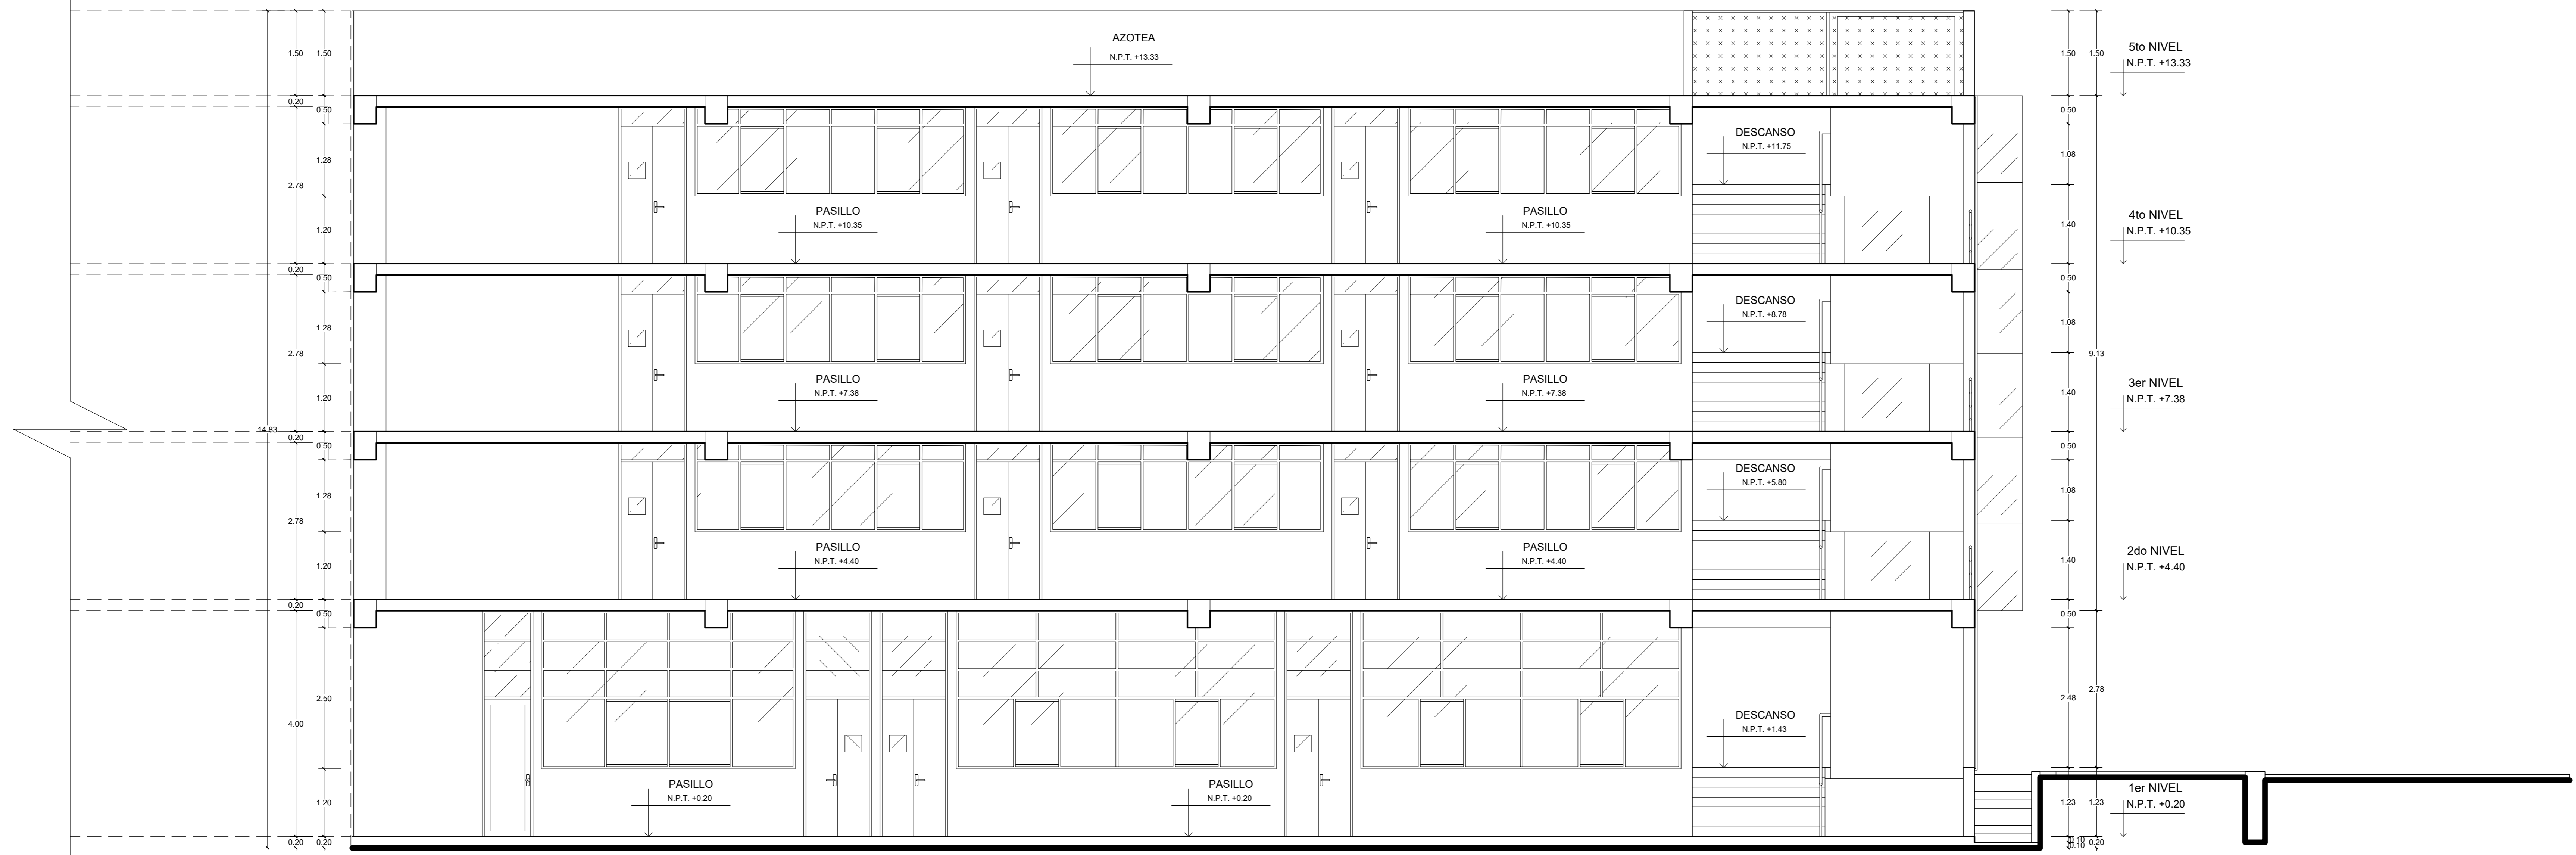 AZOTEA
N.P.T. +13.33
5to NIVEL
N.P.T. +13.33
1.50
1.50
1.50
1.50
0.20
0.50
1.28
2.78
1.20
DESCANSO
N.P.T. +11.75
PASILLO
N.P.T. +10.35
PASILLO
N.P.T. +10.35
0.50
1.08
1.40
4to NIVEL
N.P.T. +10.35
0.20
0.50
1.28
2.78
1.20
DESCANSO
N.P.T. +8.78
PASILLO
N.P.T. +7.38
PASILLO
N.P.T. +7.38
0.50
1.08
9.13
1.40
3er NIVEL
N.P.T. +7.38
14.83
0.20
0.50
1.28
2.78
1.20
DESCANSO
N.P.T. +5.80
PASILLO
N.P.T. +4.40
PASILLO
N.P.T. +4.40
0.50
1.08
1.40
2do NIVEL
N.P.T. +4.40
0.20
0.50
2.50
4.00
1.20
DESCANSO
N.P.T. +1.43
PASILLO
N.P.T. +0.20
PASILLO
N.P.T. +0.20
0.50
2.48
2.78
1.23
1.23
1er NIVEL
N.P.T. +0.20
0.20
0.20
0.10
0.10
0.20